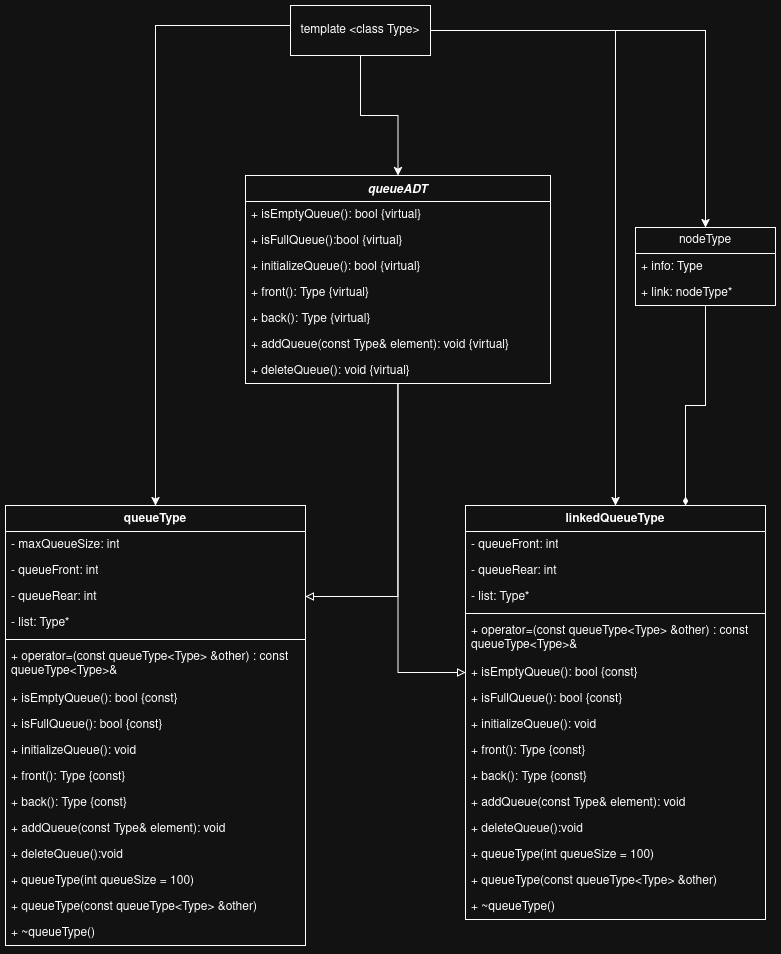 template <class Type>
queueADT
+ isEmptyQueue(): bool {virtual}
+ isFullQueue():bool {virtual}
+ initializeQueue(): bool {virtual}
+ front(): Type {virtual}
+ back(): Type {virtual}
+ addQueue(const Type& element): void {virtual}
+ deleteQueue(): void {virtual}
nodeType
+ info: Type
+ link: nodeType*
queueType
- maxQueueSize: int
- queueFront: int
- queueRear: int
- list: Type*
+ operator=(const queueType<Type> &other) : const
queueType<Type>&
+ isEmptyQueue(): bool {const}
+ isFullQueue(): bool {const}
+ initializeQueue(): void
+ front(): Type {const}
+ back(): Type {const}
+ addQueue(const Type& element): void
+ deleteQueue():void
+ queueType(int queueSize = 100)
+ queueType(const queueType<Type> &other)
+ ~queueType()
linkedQueueType
- queueFront: int
- queueRear: int
- list: Type*
+ operator=(const queueType<Type> &other) : const
queueType<Type>&
+ isEmptyQueue(): bool {const}
+ isFullQueue(): bool {const}
+ initializeQueue(): void
+ front(): Type {const}
+ back(): Type {const}
+ addQueue(const Type& element): void
+ deleteQueue():void
+ queueType(int queueSize = 100)
+ queueType(const queueType<Type> &other)
+ ~queueType()